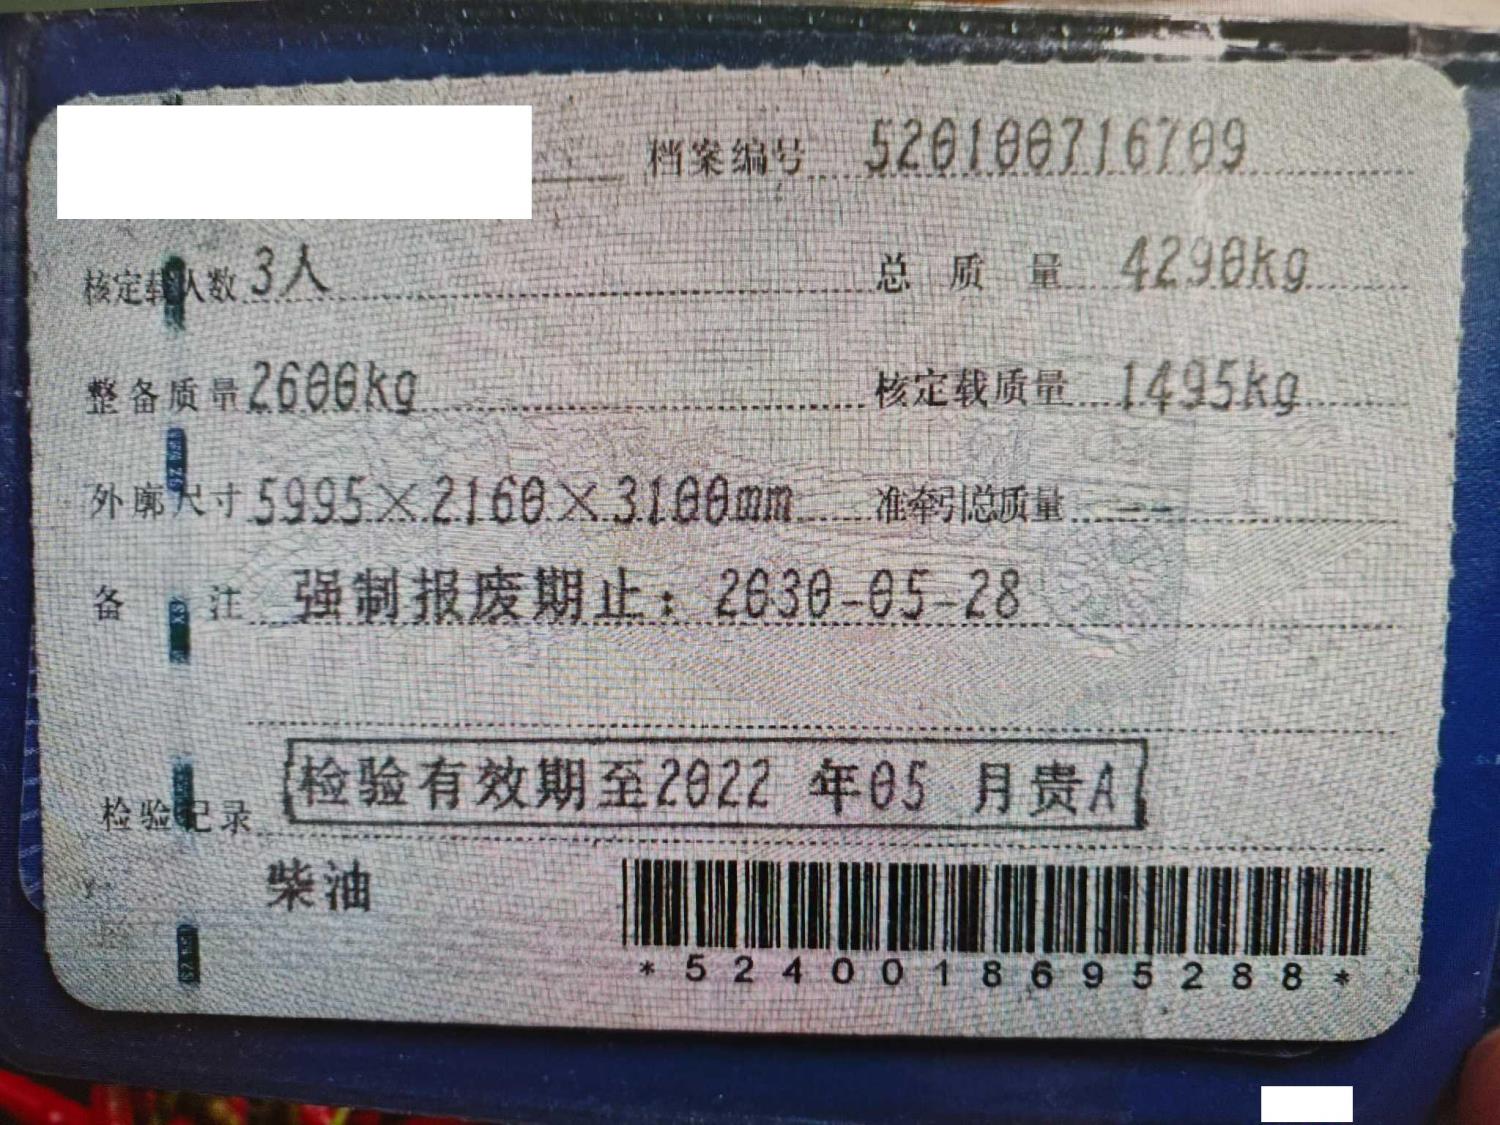 档案编号 520100716709
核定载人数 3人 总质量 4290kg
整备质量 2600kg 核定载质量 1495kg
外廓尺寸 5995×2160×3100mm 准牵引总质量 --
备注 强制报废期止：2030-05-28
检验记录 检验有效期至2022 年05 月贵A
柴油
*5240018695288*